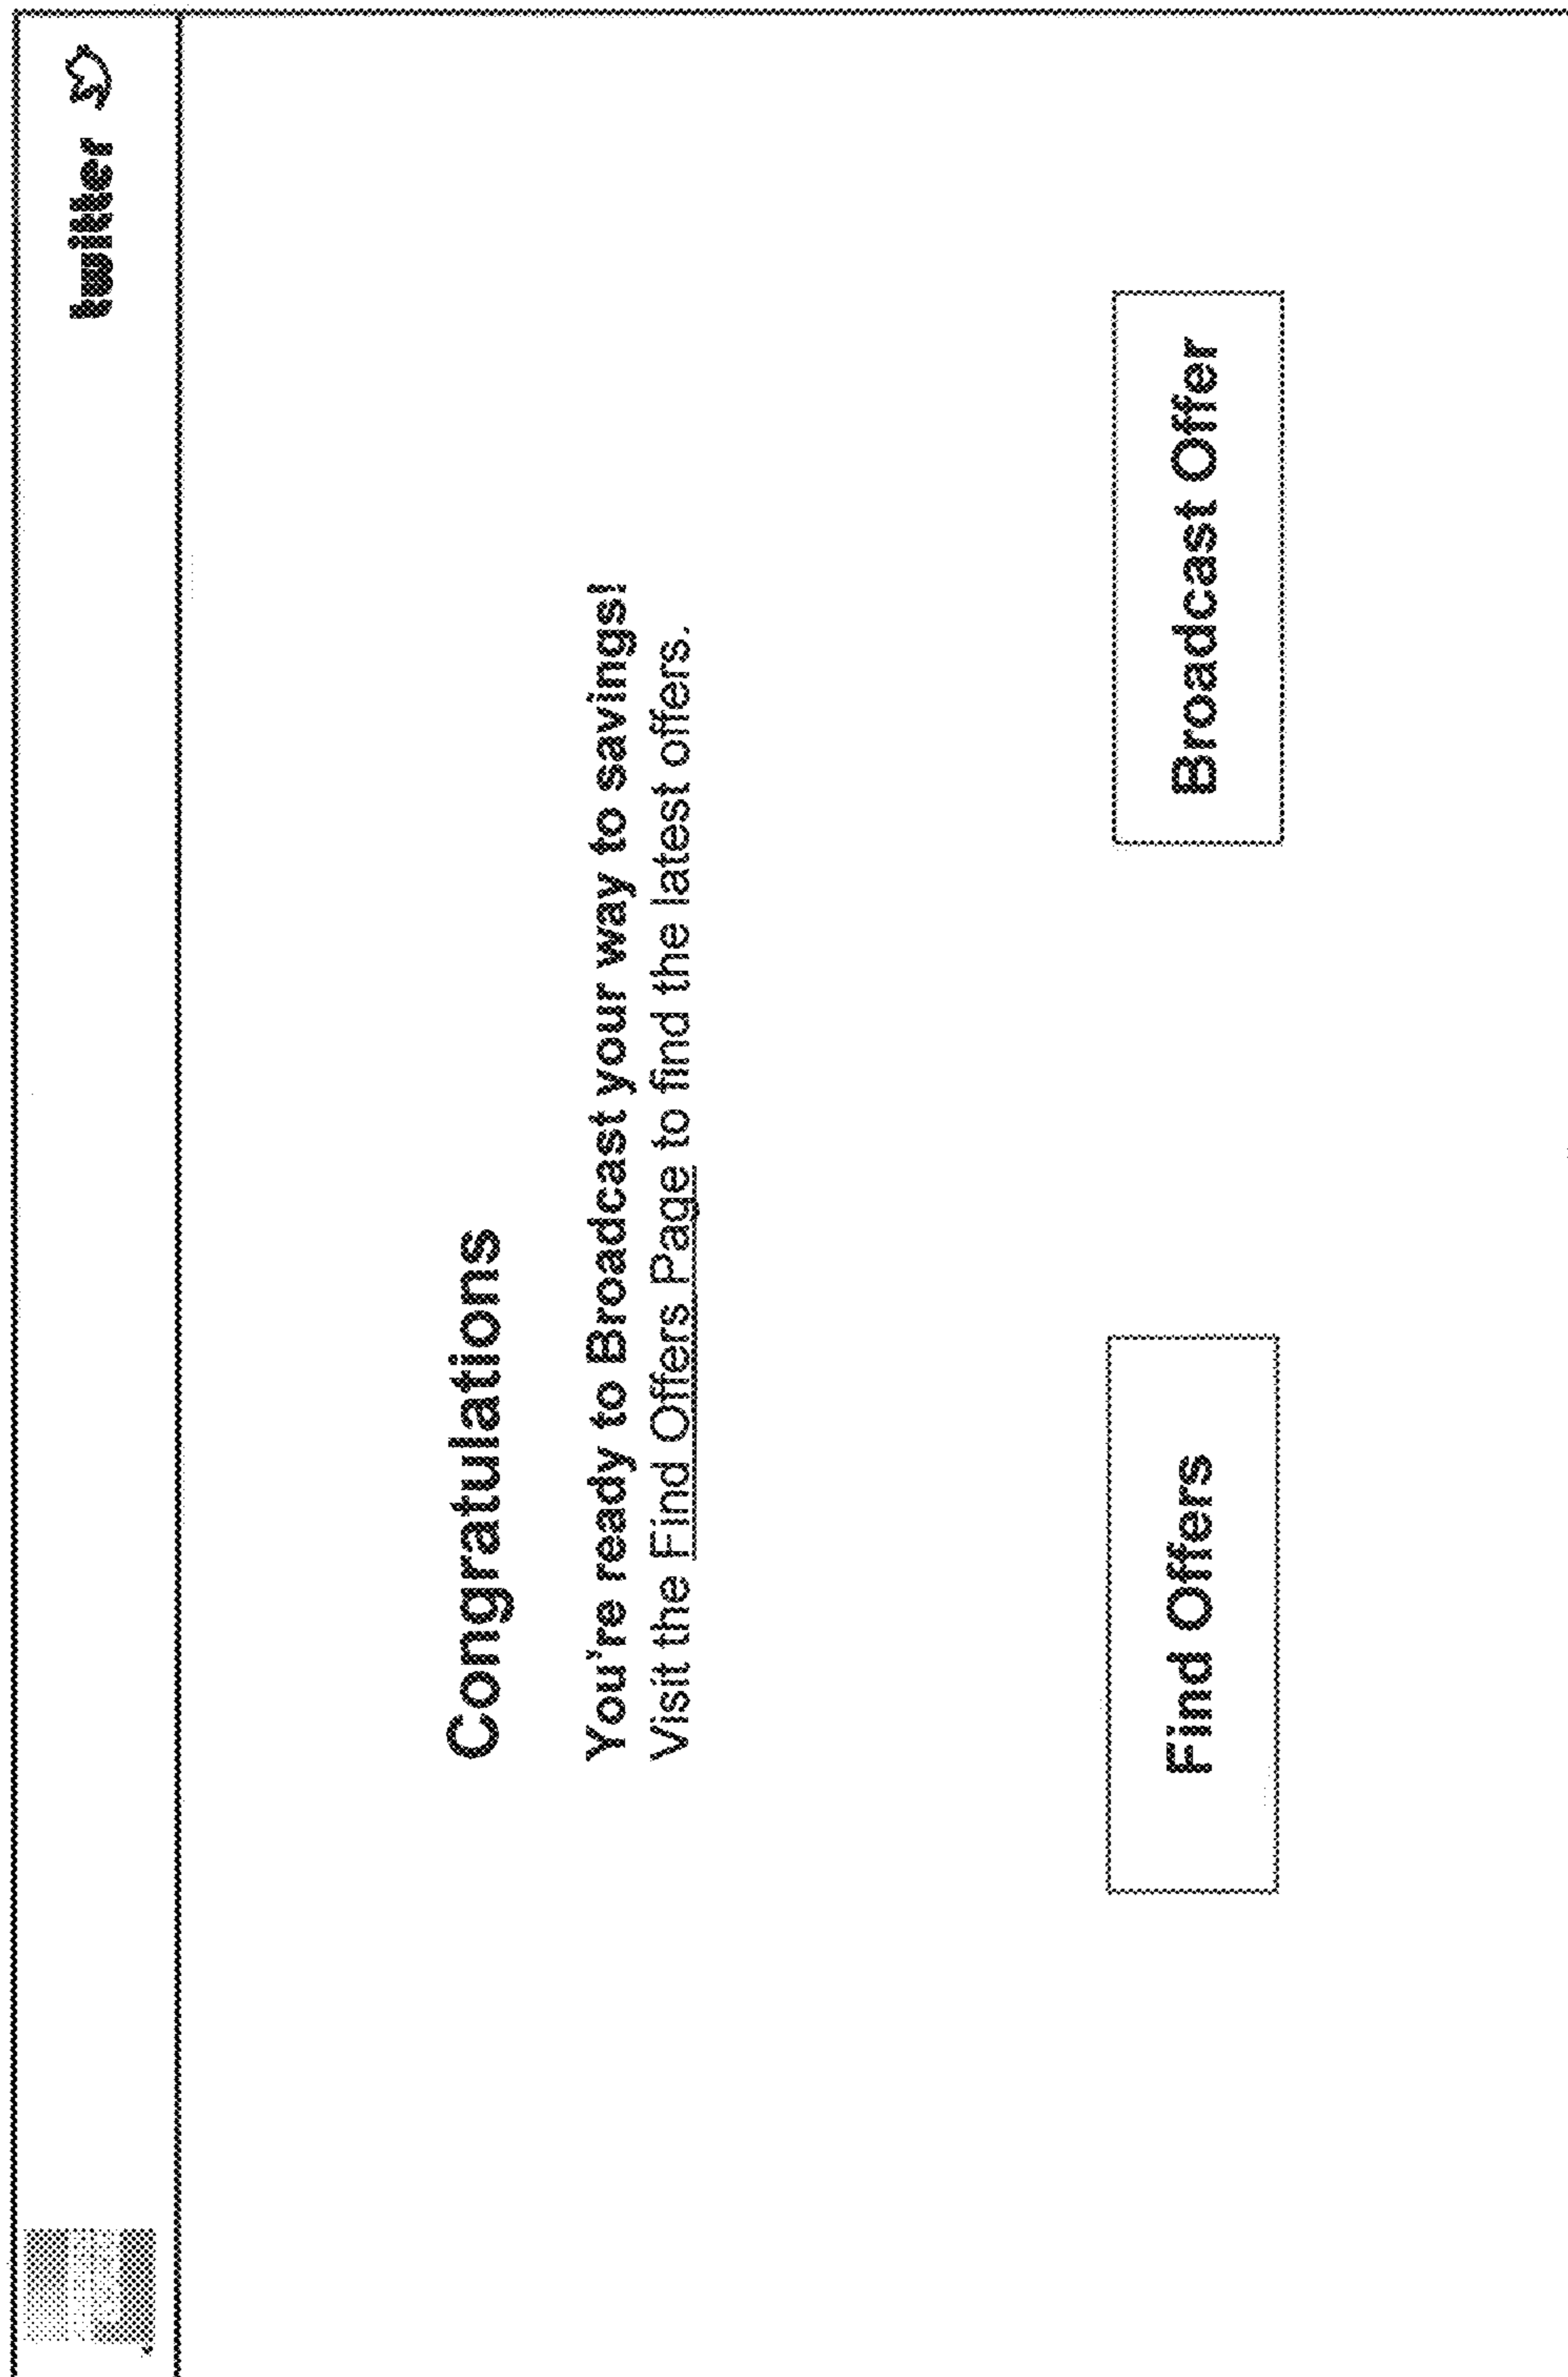 twitter
Congratulations
You're ready to Broadcast your way to savings!
Visit the Find Offers Page to find the latest offers.
Find Offers
Broadcast Offer